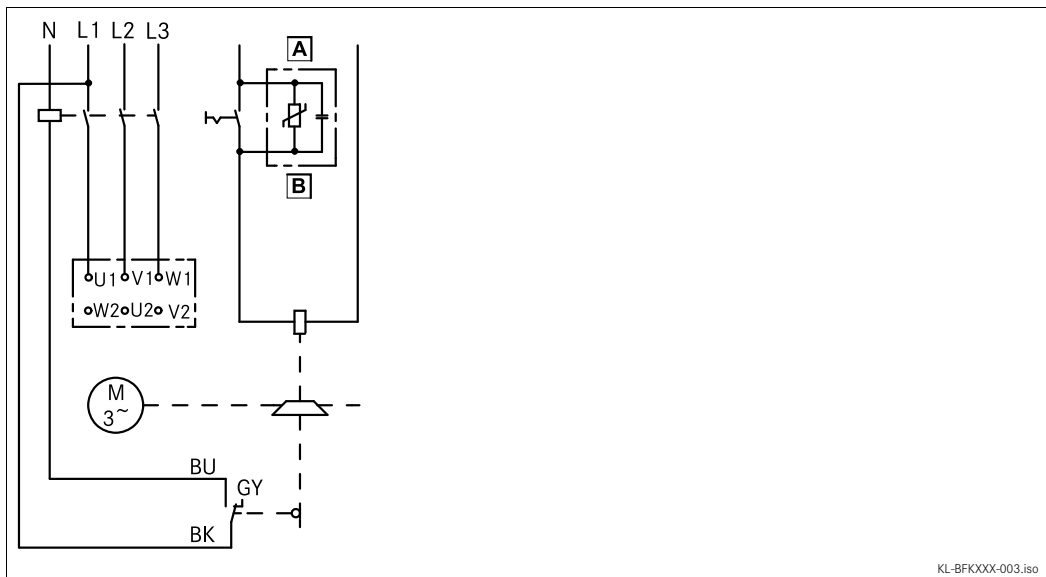 N L1 L2 L3
A
B
U1 V1 W1
W2 U2 V2
M
3~
BU
GY
BK
KL-BFKXXX-003.iso